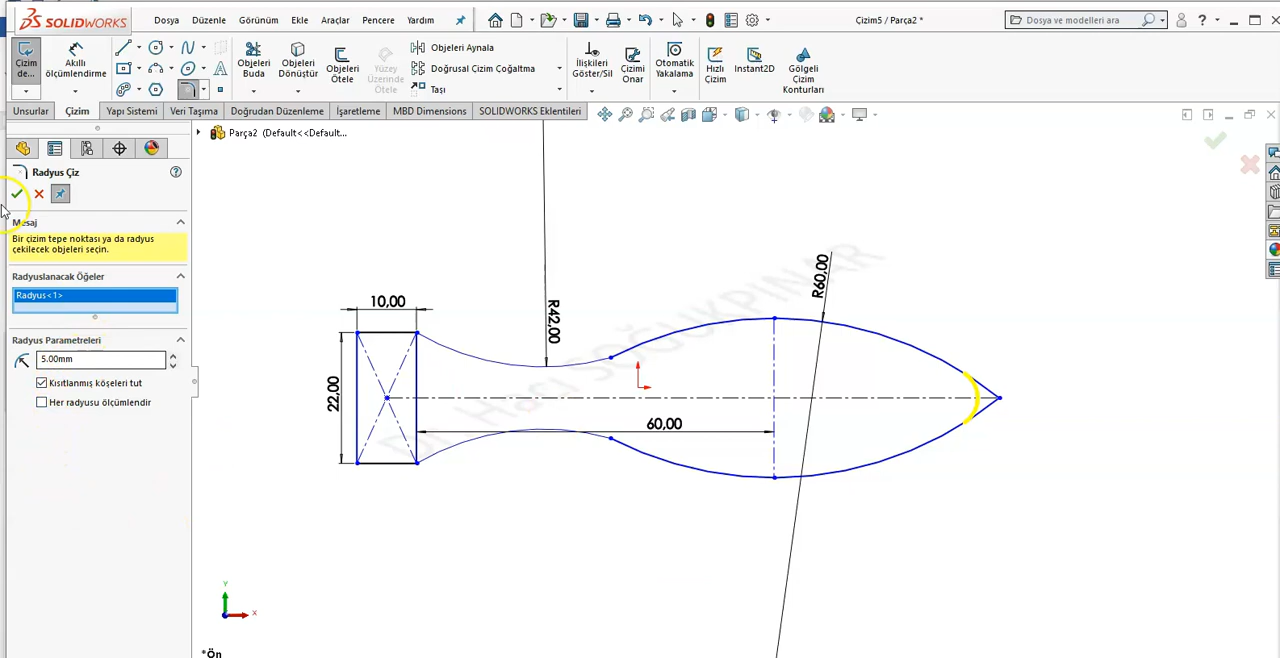 SOLIDWORKS
Dosya Düzenle Görünüm Ekle Araçlar Pencere Yardım
Çizim5 / Parça2 *
Dosya ve modelleri ara
Çizim de...
Akıllı ölçümlendirme
Objeleri Buda
Objeleri Dönüştür
Objeleri Ötele
Yüzey Üzerinde Ötele
Objeleri Aynala
Doğrusal Çizim Çoğaltma
Taşı
İlişkileri Göster/Sil
Çizimi Onar
Otomatik Yakalama
Hızlı Çizim
Instant2D
Gölgeli Çizim Konturları
Unsurlar Çizim Yapı Sistemi Veri Taşıma Doğrudan Düzenleme İşaretleme MBD Dimensions SOLIDWORKS Eklentileri
Parça2 (Default<<Default...
Radyus Çiz
Mesaj
Bir çizim tepe noktası ya da radyus
çekilecek objeleri seçin.
Radyuslanacak Öğeler
Radyus<1>
Radyus Parametreleri
5.00mm
Kısıtlanmış köşeleri tut
Her radyusu ölçümlendir
10,00
22,00
R42,00
60,00
R60,00
Dr. Hacı SOĞUKPINAR
Y
X
*Ön